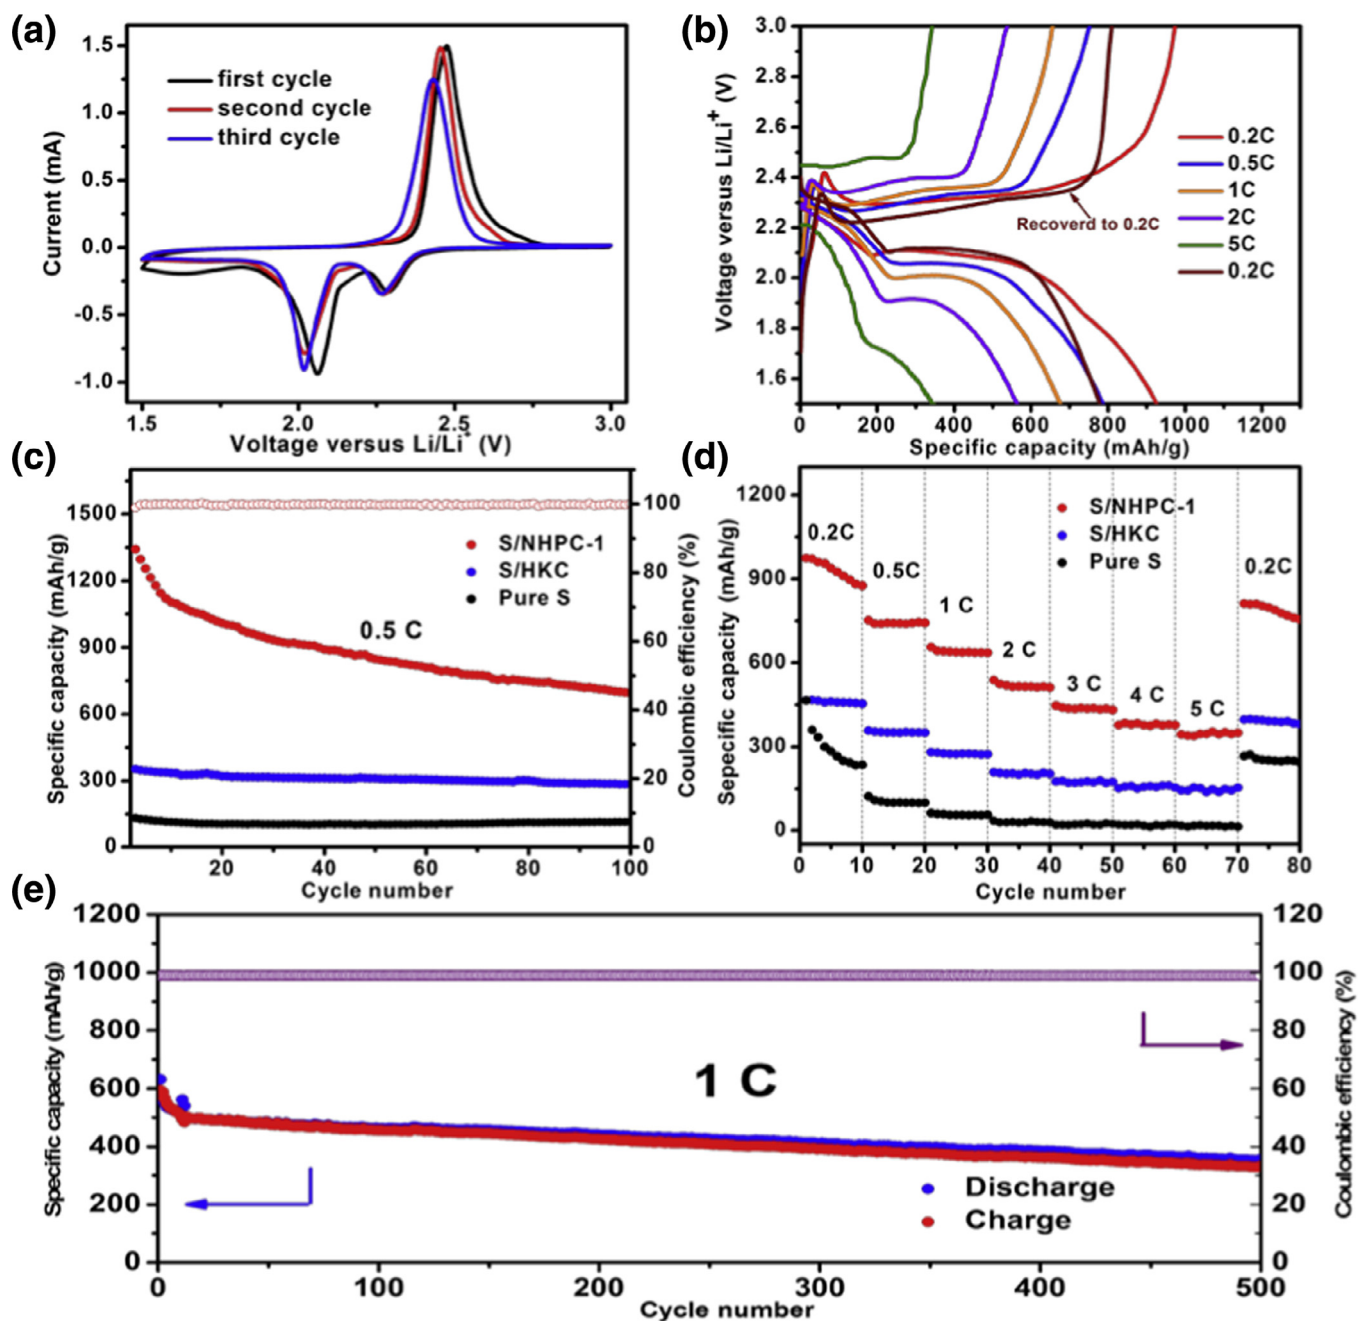 (a)
1.5
1.0
0.5
0.0
-0.5
-1.0
Current (mA)
first cycle
second cycle
third cycle
1.5 2.0 2.5 3.0
Voltage versus Li/Li+ (V)
(b)
3.0
2.8
2.6
2.4
2.2
2.0
1.8
1.6
Voltage versus Li/Li+ (V)
0.2C
0.5C
1C
2C
5C
0.2C
Recoverd to 0.2C
0 200 400 600 800 1000 1200
Specific capacity (mAh/g)
(c)
1500
1200
900
600
300
0
Specific capacity (mAh/g)
S/NHPC-1
S/HKC
Pure S
0.5 C
100
80
60
40
20
0
Coulombic efficiency (%)
20 40 60 80 100
Cycle number
(d)
1200
900
600
300
0
Sepecific capacity (mAh/g)
S/NHPC-1
S/HKC
Pure S
0.2C
0.5C
1 C
2 C
3 C
4 C
5 C
0.2C
0 10 20 30 40 50 60 70 80
Cycle number
(e)
1200
1000
800
600
400
200
0
Specific capacity (mAh/g)
1 C
Discharge
Charge
120
100
80
60
40
20
0
Coulombic efficiency (%)
0 100 200 300 400 500
Cycle number